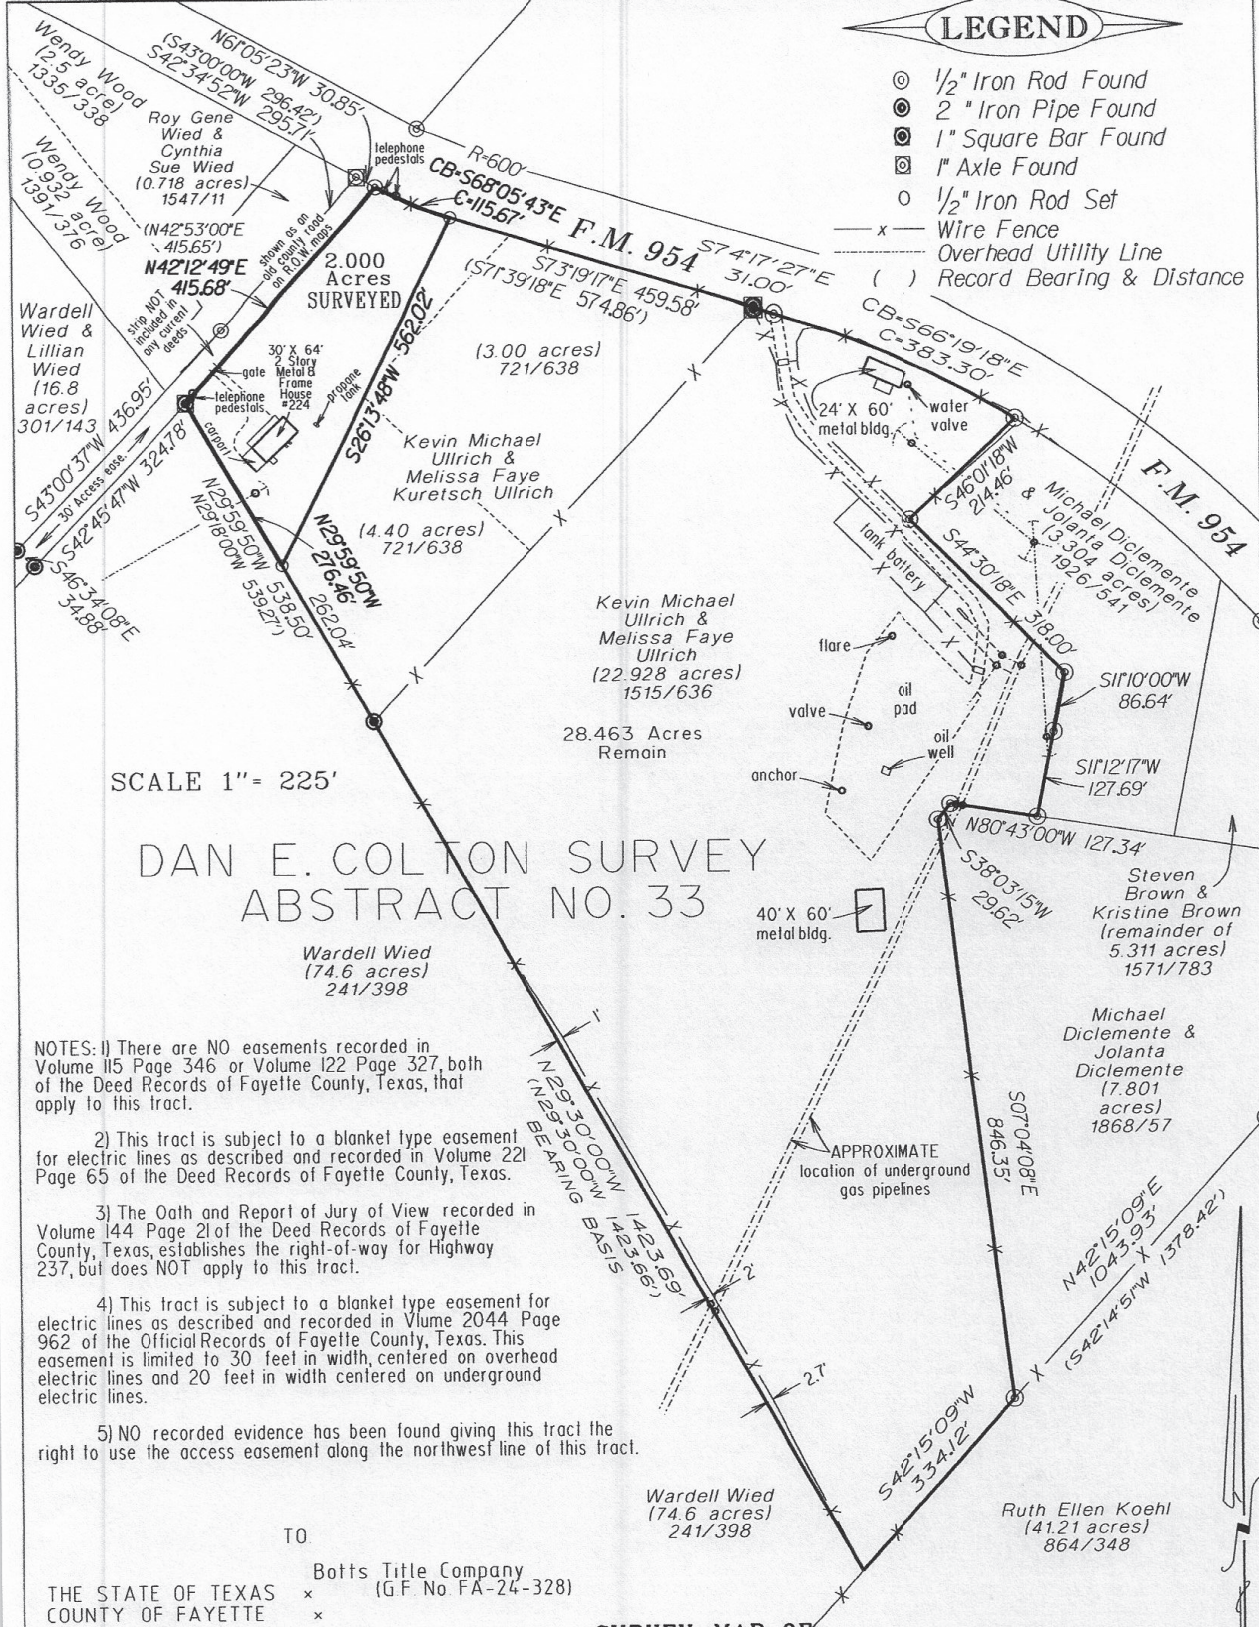 LEGEND
1/2" Iron Rod Found
2 " Iron Pipe Found
1" Square Bar Found
1" Axle Found
1/2" Iron Rod Set
x Wire Fence
Overhead Utility Line
( ) Record Bearing & Distance
Wendy Wood
(2.5 acre)
1335/338
N61°05'23"W 30.85'
(S43°00'00"W 296.42')
S42°34'52"W 295.71'
Roy Gene
Wied &
Cynthia
Sue Wied
(0.718 acres)
1547/11
Wendy Wood
(0.932 acre)
1391/376
(N42°53'00"E
415.65')
N42°12'49"E
415.68'
shown as an
old county road
on R.O.W. maps
telephone
pedestals
R=600'
CB=S68°05'43"E
C=115.67'
F.M. 954
S74°17'27"E
31.00'
S73°19'17"E 459.58'
(S71°39'18"E 574.86')
CB=S66°19'18"E
C=383.30'
2.000
Acres
SURVEYED
S26°13'48"W 562.02'
strip NOT
included in
any current
deeds
Wardell
Wied &
Lillian
Wied
(16.8
acres)
301/143
gate
telephone
pedestals
30' X 64'
2 Story
Metal &
Frame
House
#224
propane
tank
carport
(3.00 acres)
721/638
Kevin Michael
Ullrich &
Melissa Faye
Kuretsch Ullrich
(4.40 acres)
721/638
24' X 60'
metal bldg.
water
valve
S46°01'18"W
214.46'
Michael Diclemente
&
Jolanta Diclemente
(3.304 acres)
1926/541
F.M. 954
S43°00'37"W 436.95'
30' Access ease.
S42°45'47"W 324.78'
S46°34'08"E
34.88'
N29°59'50"W 538.50'
N29°18'00"W 539.27')
N29°59'50"W
276.46'
262.04'
tank battery
S44°30'18"E 318.00'
Kevin Michael
Ullrich &
Melissa Faye
Ullrich
(22.928 acres)
1515/636
28.463 Acres
Remain
flare
valve
anchor
oil
pad
oil
well
S11°10'00"W
86.64'
S11°12'17"W
127.69'
N80°43'00"W 127.34'
S38°03'15"W
29.62'
SCALE 1"= 225'
DAN E. COLTON SURVEY
ABSTRACT NO. 33
40' X 60'
metal bldg.
Steven
Brown &
Kristine Brown
(remainder of
5.311 acres)
1571/783
Wardell Wied
(74.6 acres)
241/398
Michael
Diclemente &
Jolanta
Diclemente
(7.801
acres)
1868/57
1'
N29°30'00"W 1423.69'
(N29°30'00"W 1423.66')
BEARING BASIS
S07°04'08"E
846.35'
APPROXIMATE
location of underground
gas pipelines
N42°15'09"E
1043.93'
(S42°14'51"W 1378.42')
2'
2.7'
S42°15'09"W
334.12'
NOTES: 1) There are NO easements recorded in
Volume 115 Page 346 or Volume 122 Page 327, both
of the Deed Records of Fayette County, Texas, that
apply to this tract.
2) This tract is subject to a blanket type easement
for electric lines as described and recorded in Volume 221
Page 65 of the Deed Records of Fayette County, Texas.
3) The Oath and Report of Jury of View recorded in
Volume 144 Page 21 of the Deed Records of Fayette
County, Texas, establishes the right-of-way for Highway
237, but does NOT apply to this tract.
4) This tract is subject to a blanket type easement for
electric lines as described and recorded in Vlume 2044 Page
962 of the Official Records of Fayette County, Texas. This
easement is limited to 30 feet in width, centered on overhead
electric lines and 20 feet in width centered on underground
electric lines.
5) NO recorded evidence has been found giving this tract the
right to use the access easement along the northwest line of this tract.
Wardell Wied
(74.6 acres)
241/398
Ruth Ellen Koehl
(41.21 acres)
864/348
TO
Botts Title Company
(G.F. No. FA-24-328)
THE STATE OF TEXAS x
COUNTY OF FAYETTE x
SURVEY MAP OF